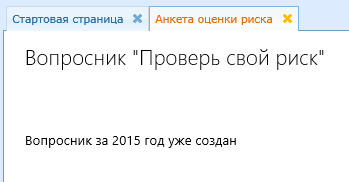 Стартовая страница Анкета оценки риска
Вопросник "Проверь свой риск"
Вопросник за 2015 год уже создан